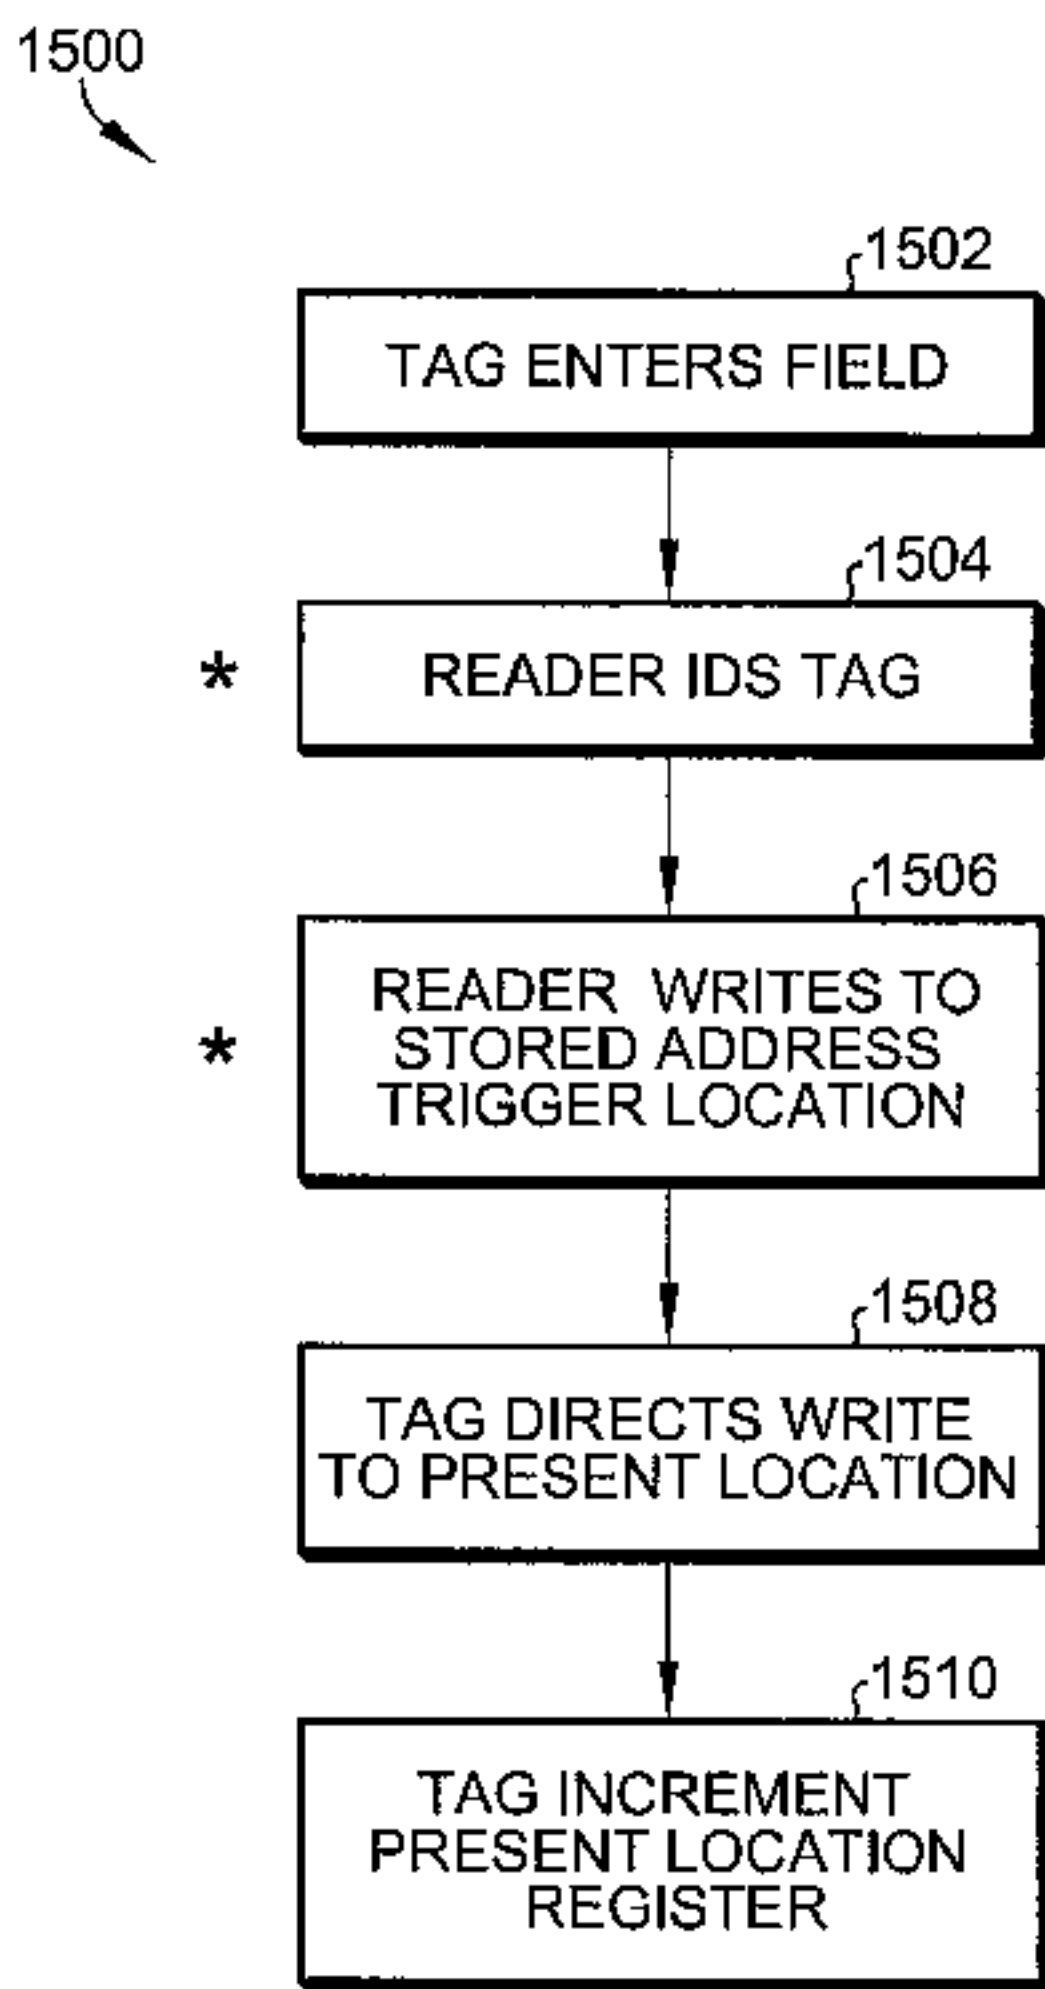 1500
1502
TAG ENTERS FIELD
1504
* READER IDS TAG
1506
READER WRITES TO
* STORED ADDRESS
TRIGGER LOCATION
1508
TAG DIRECTS WRITE
TO PRESENT LOCATION
1510
TAG INCREMENT
PRESENT LOCATION
REGISTER